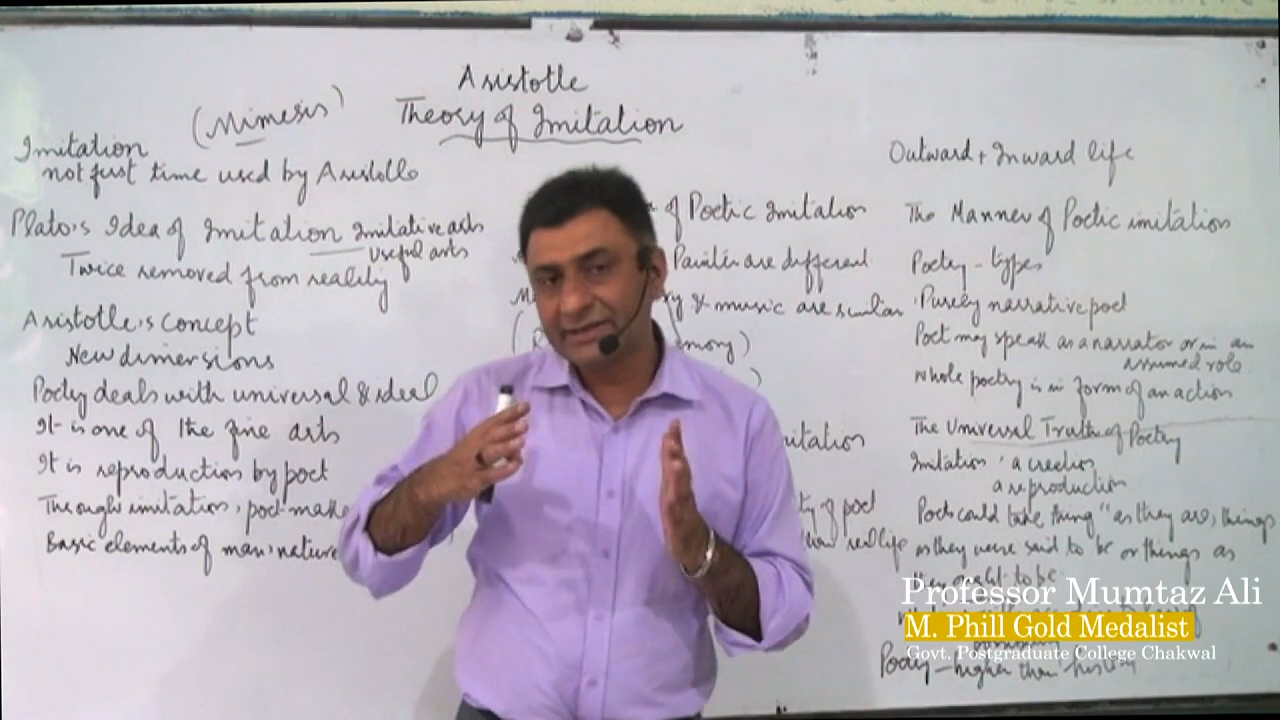 Aristotle
(Mimesis) Theory of Imitation
Imitation
not first time used by Aristotle
Plato's Idea of Imitation Imitative arts
Useful arts
Twice removed from reality
Aristotle's concept
New dimensions
Poetry deals with universal & ideal
It is one of the fine arts
It is reproduction by poet
Through imitation, poet make
Basic elements of man's nature
of Poetic Imitation
Painter are different
y & music are similar
mony)
)
itation
ty of poet
real life
Outward + Inward life
The Manner of Poetic imitation
Poetry - types
Purely narrative poet
Poet may speak as a narrator or in an
assumed role
Whole poetry is in form of an action
The Universal Truth of Poetry
Imitation 'a creation
a reproduction
Poets could take thing "as they are, things
as they were said to be or things as
they ought to be
Poetry - higher than history
Professor Mumtaz Ali
M. Phill Gold Medalist
Govt. Postgraduate College Chakwal